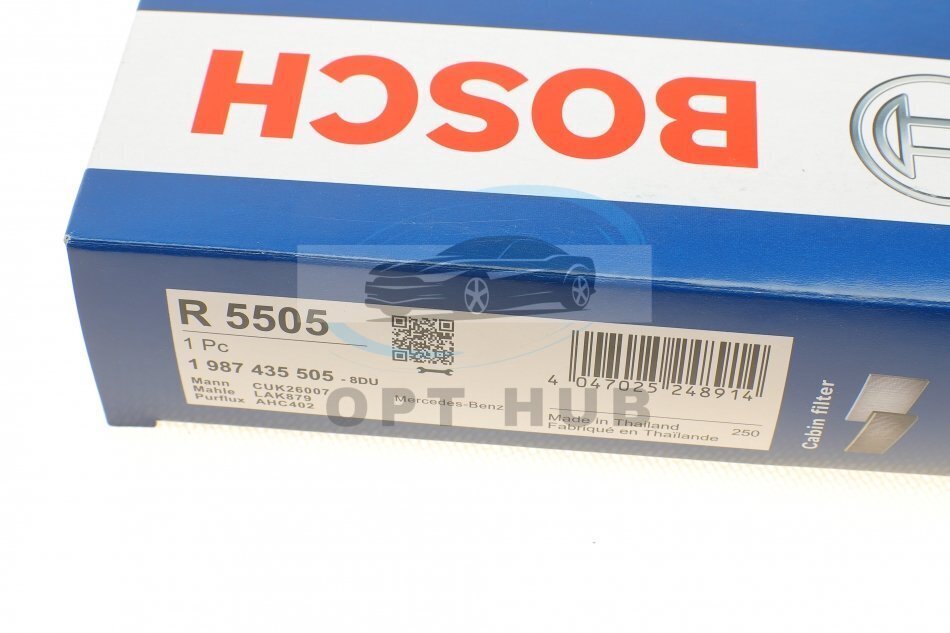 BOSCH
R 5505
1 Pc
1 987 435 505 - 8DU
Mann CUK26007
Mahle LAK879
Purflux AHC402
Mercedes-Benz
4 047025 248914
Made in Thailand
Fabriqué en Thaïlande
250
Cabin filter
OPT HUB